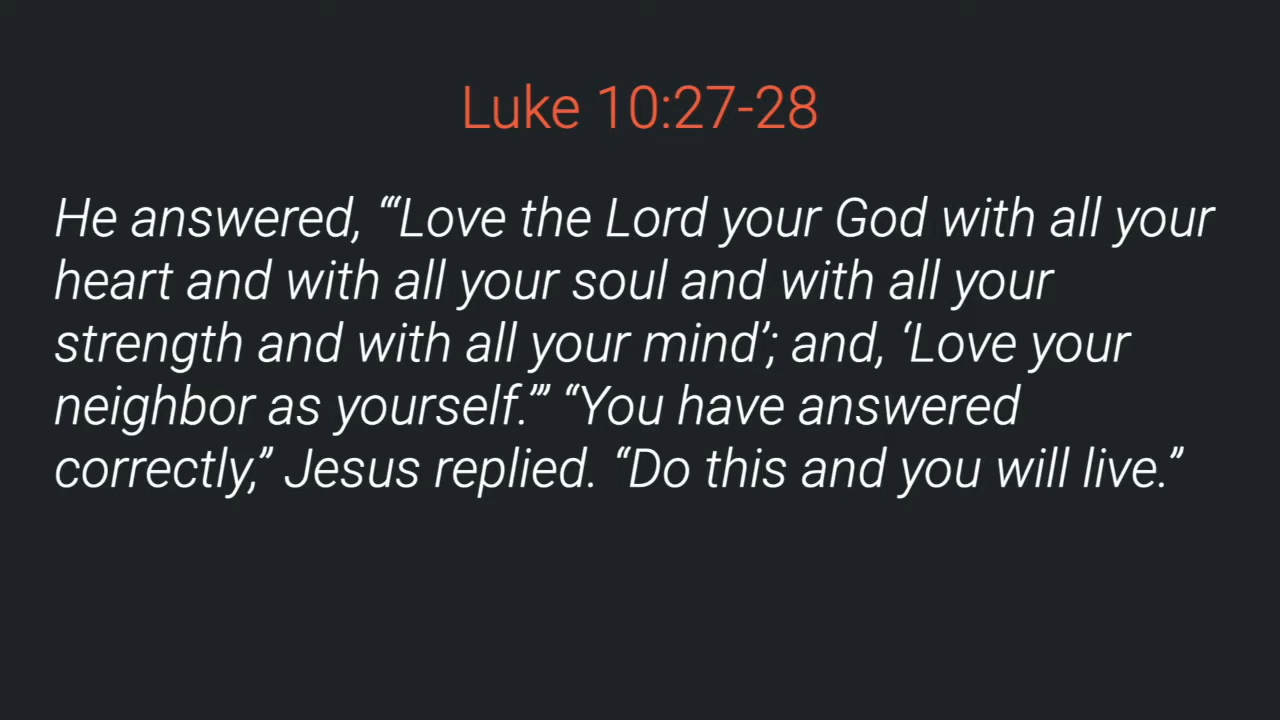 Luke 10:27-28
He answered, “‘Love the Lord your God with all your
heart and with all your soul and with all your
strength and with all your mind’; and, ‘Love your
neighbor as yourself.’” “You have answered
correctly,” Jesus replied. “Do this and you will live.”